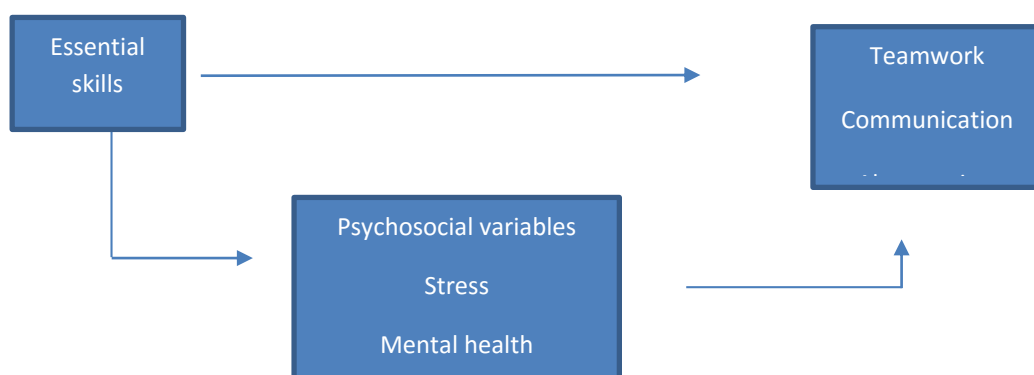 Essential
skills
Teamwork
Communication
Psychosocial variables
Stress
Mental health